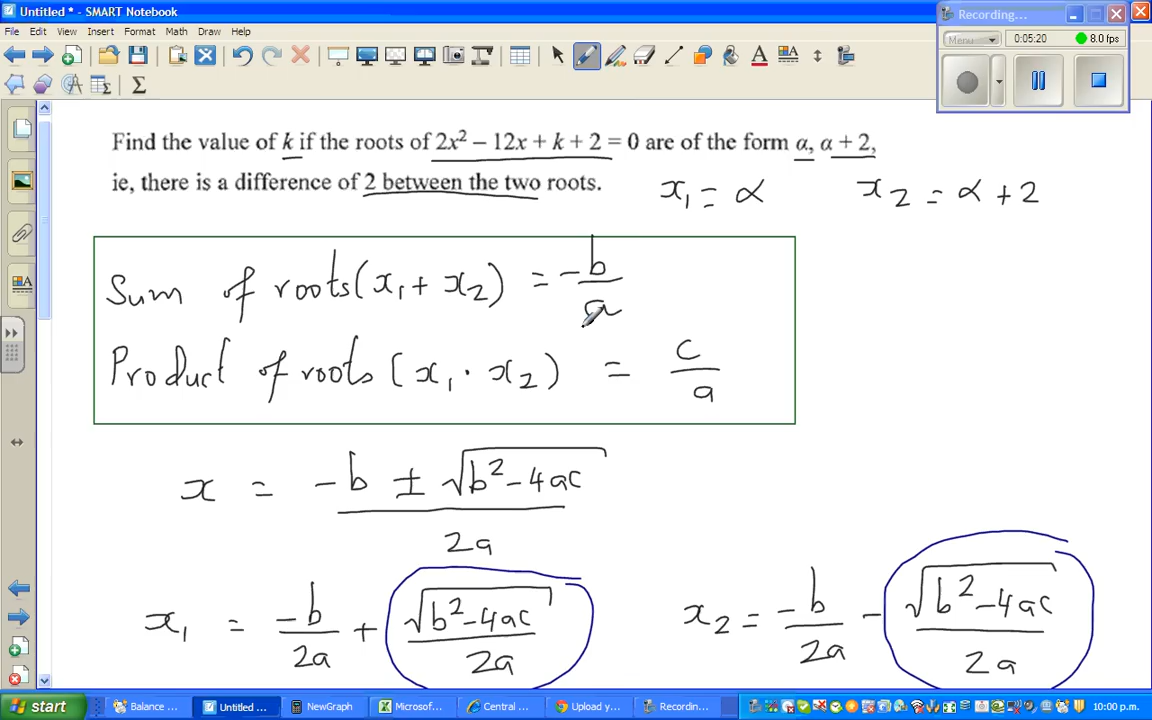 Untitled * - SMART Notebook
Recording...
File Edit View Insert Format Math Draw Help
Menu 0:05:20 8.0 fps
Find the value of k if the roots of 2x² – 12x + k + 2 = 0 are of the form α, α + 2,
ie, there is a difference of 2 between the two roots.
x₁ = α x₂ = α + 2
Sum of roots (x₁ + x₂) = -b/a
Product of roots (x₁ · x₂) = c/a
x = -b ± √b²-4ac / 2a
x₁ = -b/2a + √b²-4ac / 2a x₂ = -b/2a - √b²-4ac / 2a
start Balance ... Untitled ... NewGraph Microsof... Central ... Upload y... Recordin... 10:00 p.m.